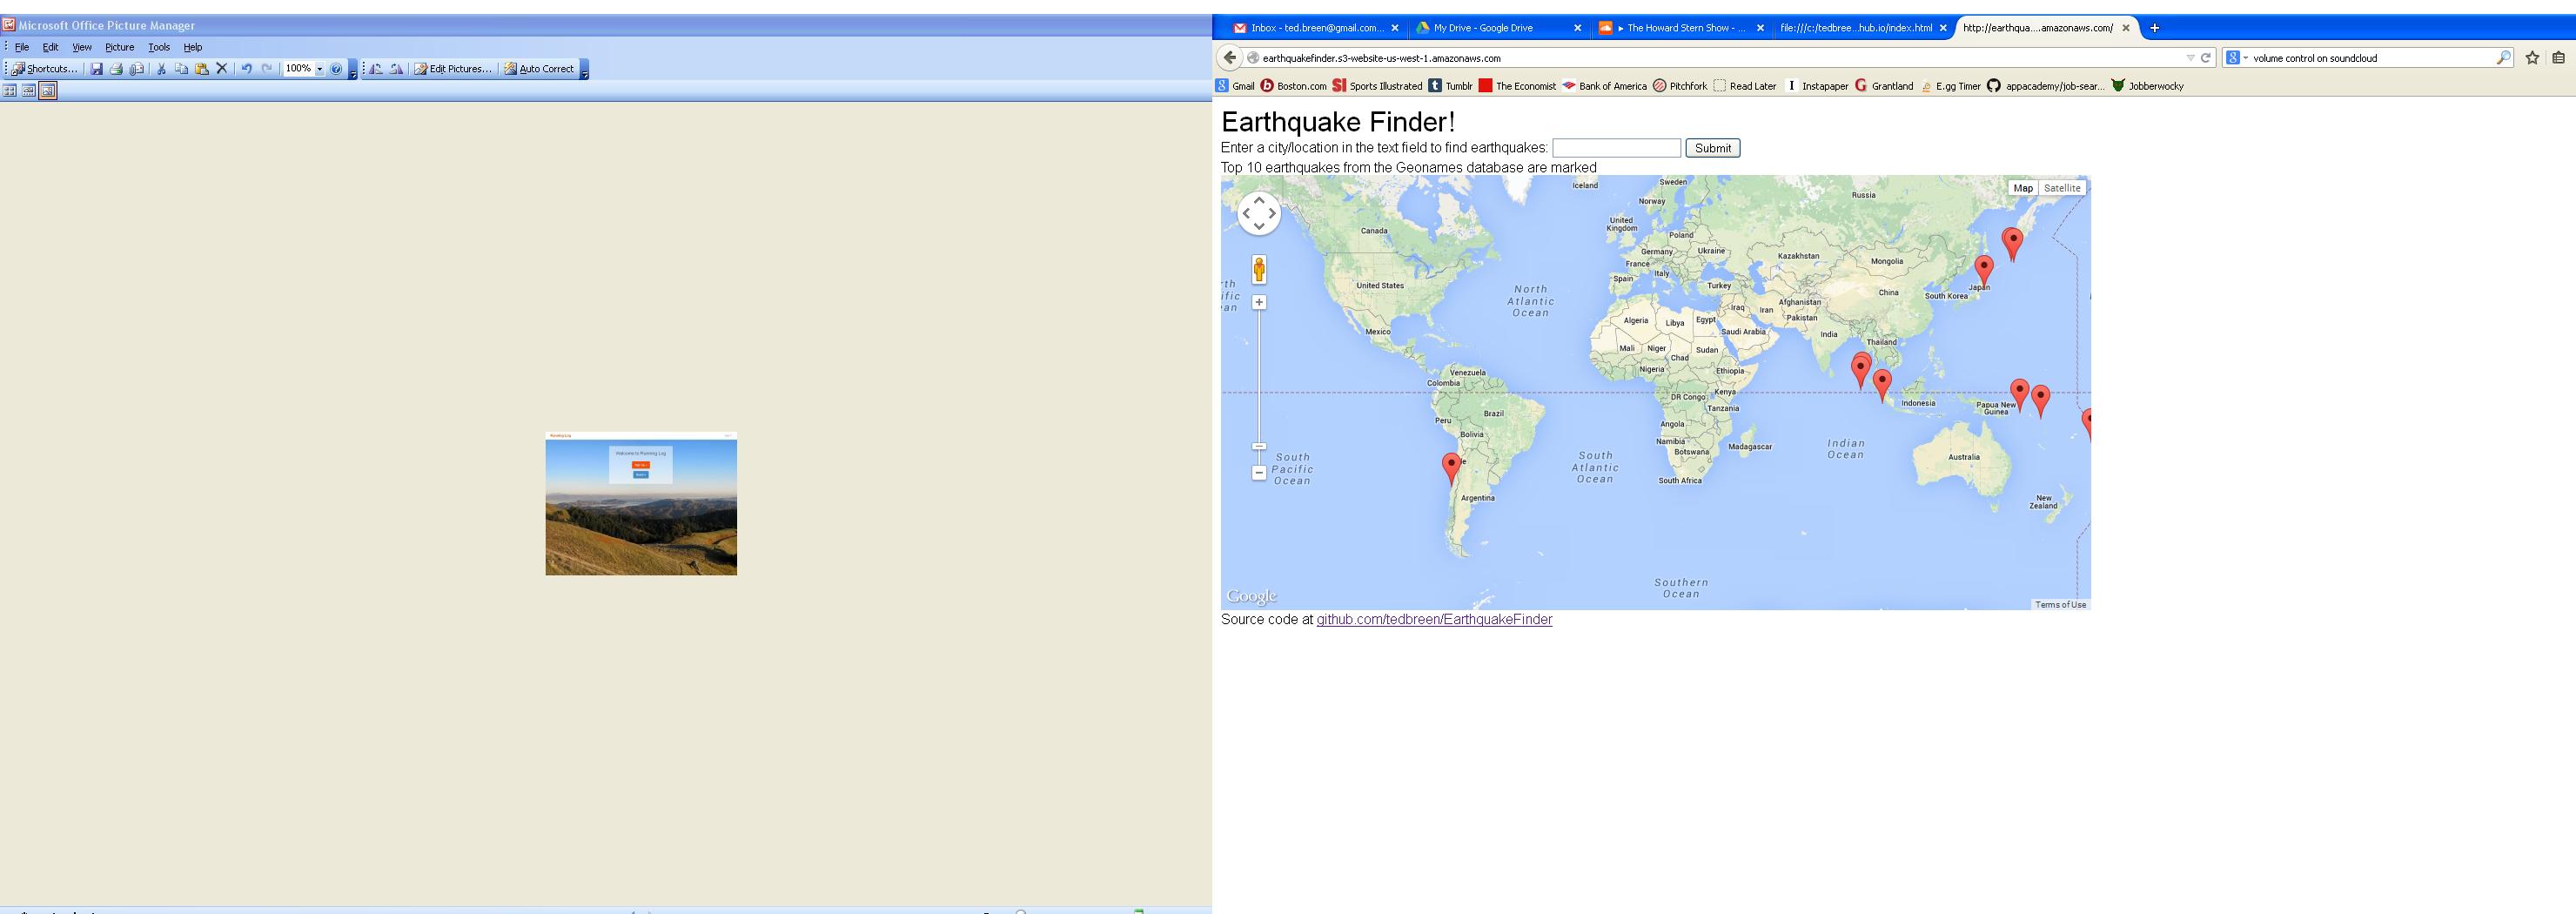 Microsoft Office Picture Manager
File Edit View Picture Tools Help
Shortcuts... 100% Edit Pictures... Auto Correct
Running Log
Welcome to Running Log
Inbox - ted.breen@gmail.com...
My Drive - Google Drive
The Howard Stern Show - ...
file:///c:/tedbree...hub.io/index.html
http://earthqua....amazonaws.com/
earthquakefinder.s3-website-us-west-1.amazonaws.com
volume control on soundcloud
Gmail Boston.com Sports Illustrated Tumblr The Economist Bank of America Pitchfork Read Later Instapaper Grantland E.gg Timer appacademy/job-sear... Jobberwocky
Earthquake Finder!
Enter a city/location in the text field to find earthquakes: Submit
Top 10 earthquakes from the Geonames database are marked
Map Satellite
Iceland
Sweden
Russia
Norway
Canada
United
Kingdom
Poland
Germany
Ukraine
France
Kazakhstan
Mongolia
Italy
Spain
United States
Turkey
Japan
China
South Korea
th
ific
an
North
Atlantic
Ocean
Afghanistan
Iraq
Iran
Pakistan
Algeria
Libya
Egypt
Saudi Arabia
Mexico
India
Thailand
Mali
Niger
Sudan
Chad
Nigeria
Ethiopia
Venezuela
Colombia
Kenya
DR Congo
Indonesia
Papua New
Guinea
Tanzania
Brazil
Peru
Angola
Bolivia
Namibia
Madagascar
Botswana
Indian
Ocean
Australia
South
Pacific
Ocean
le
South
Atlantic
Ocean
South Africa
Argentina
New
Zealand
Southern
Ocean
Google
Terms of Use
Source code at github.com/tedbreen/EarthquakeFinder